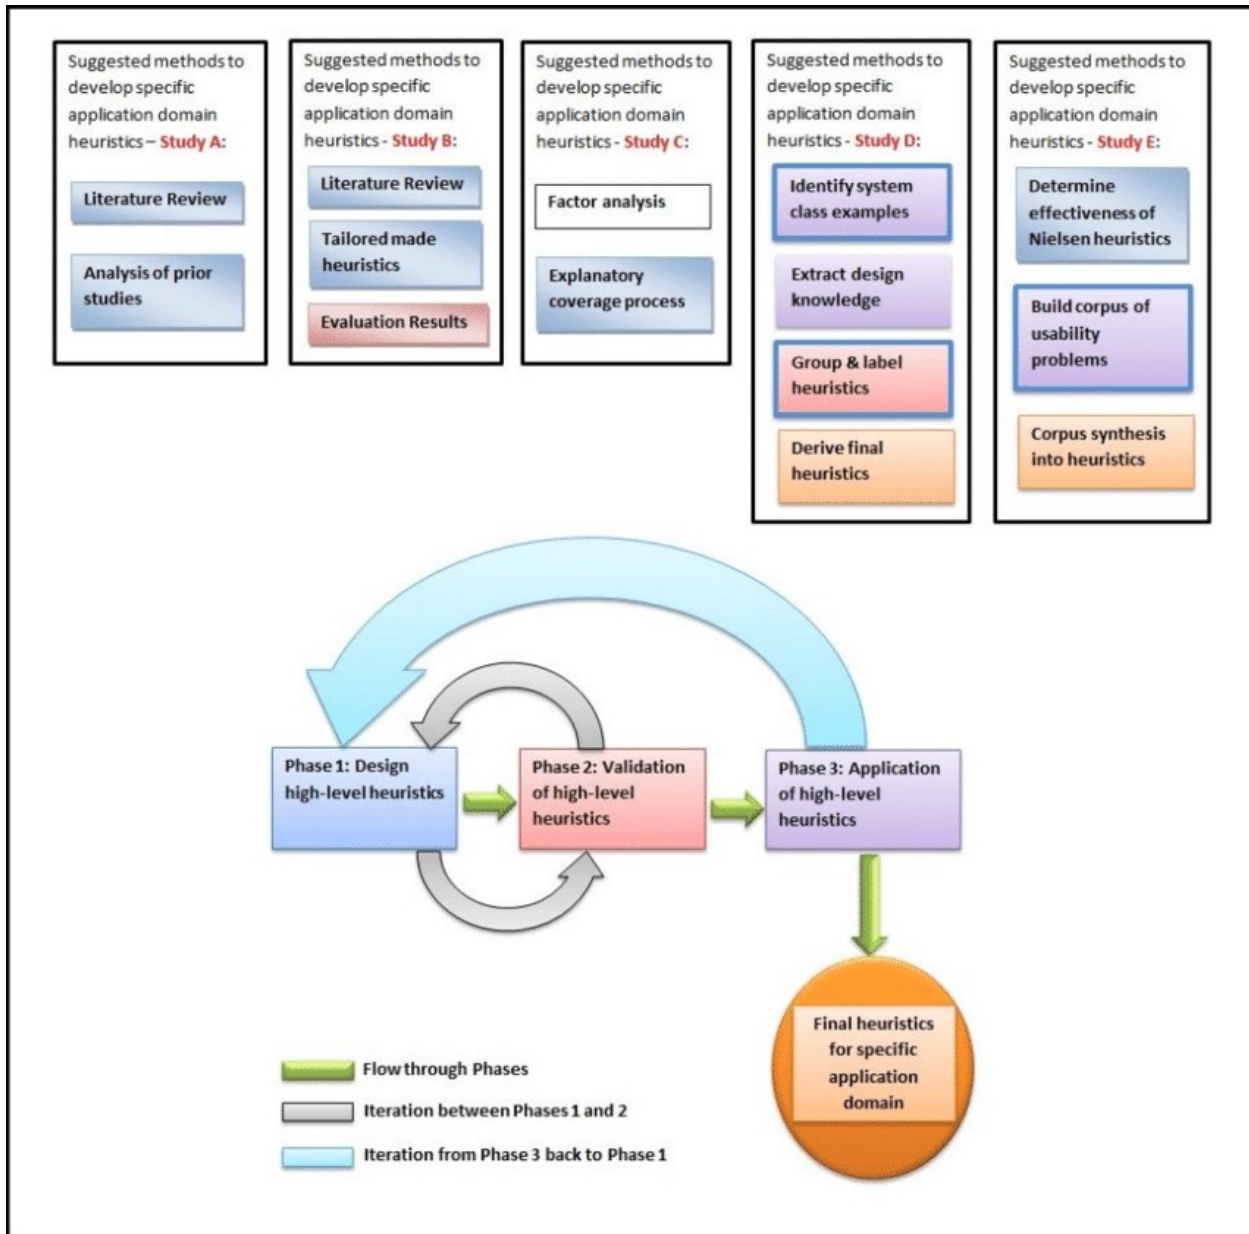 Suggested methods to
develop specific
application domain
heuristics – Study A:
Literature Review
Analysis of prior
studies
Suggested methods to
develop specific
application domain
heuristics - Study B:
Literature Review
Tailored made
heuristics
Evaluation Results
Suggested methods to
develop specific
application domain
heuristics - Study C:
Factor analysis
Explanatory
coverage process
Suggested methods to
develop specific
application domain
heuristics - Study D:
Identify system
class examples
Extract design
knowledge
Group & label
heuristics
Derive final
heuristics
Suggested methods to
develop specific
application domain
heuristics - Study E:
Determine
effectiveness of
Nielsen heuristics
Build corpus of
usability
problems
Corpus synthesis
into heuristics
Phase 1: Design
high-level heuristics
Phase 2: Validation
of high-level
heuristics
Phase 3: Application
of high-level
heuristics
Final heuristics
for specific
application
domain
Flow through Phases
Iteration between Phases 1 and 2
Iteration from Phase 3 back to Phase 1